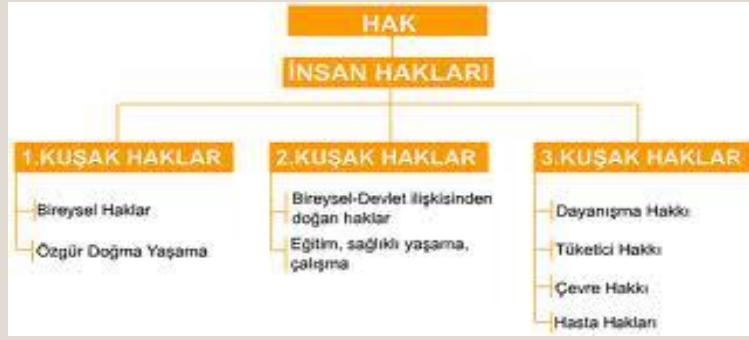 HAK
İNSAN HAKLARI
1.KUŞAK HAKLAR
Bireysel Haklar
Özgür Doğma Yaşama
2.KUŞAK HAKLAR
Bireysel-Devlet ilişkisinden
doğan haklar
Eğitim, sağlıklı yaşama,
çalışma
3.KUŞAK HAKLAR
Dayanışma Hakkı
Tüketici Hakkı
Çevre Hakkı
Hasta Hakları